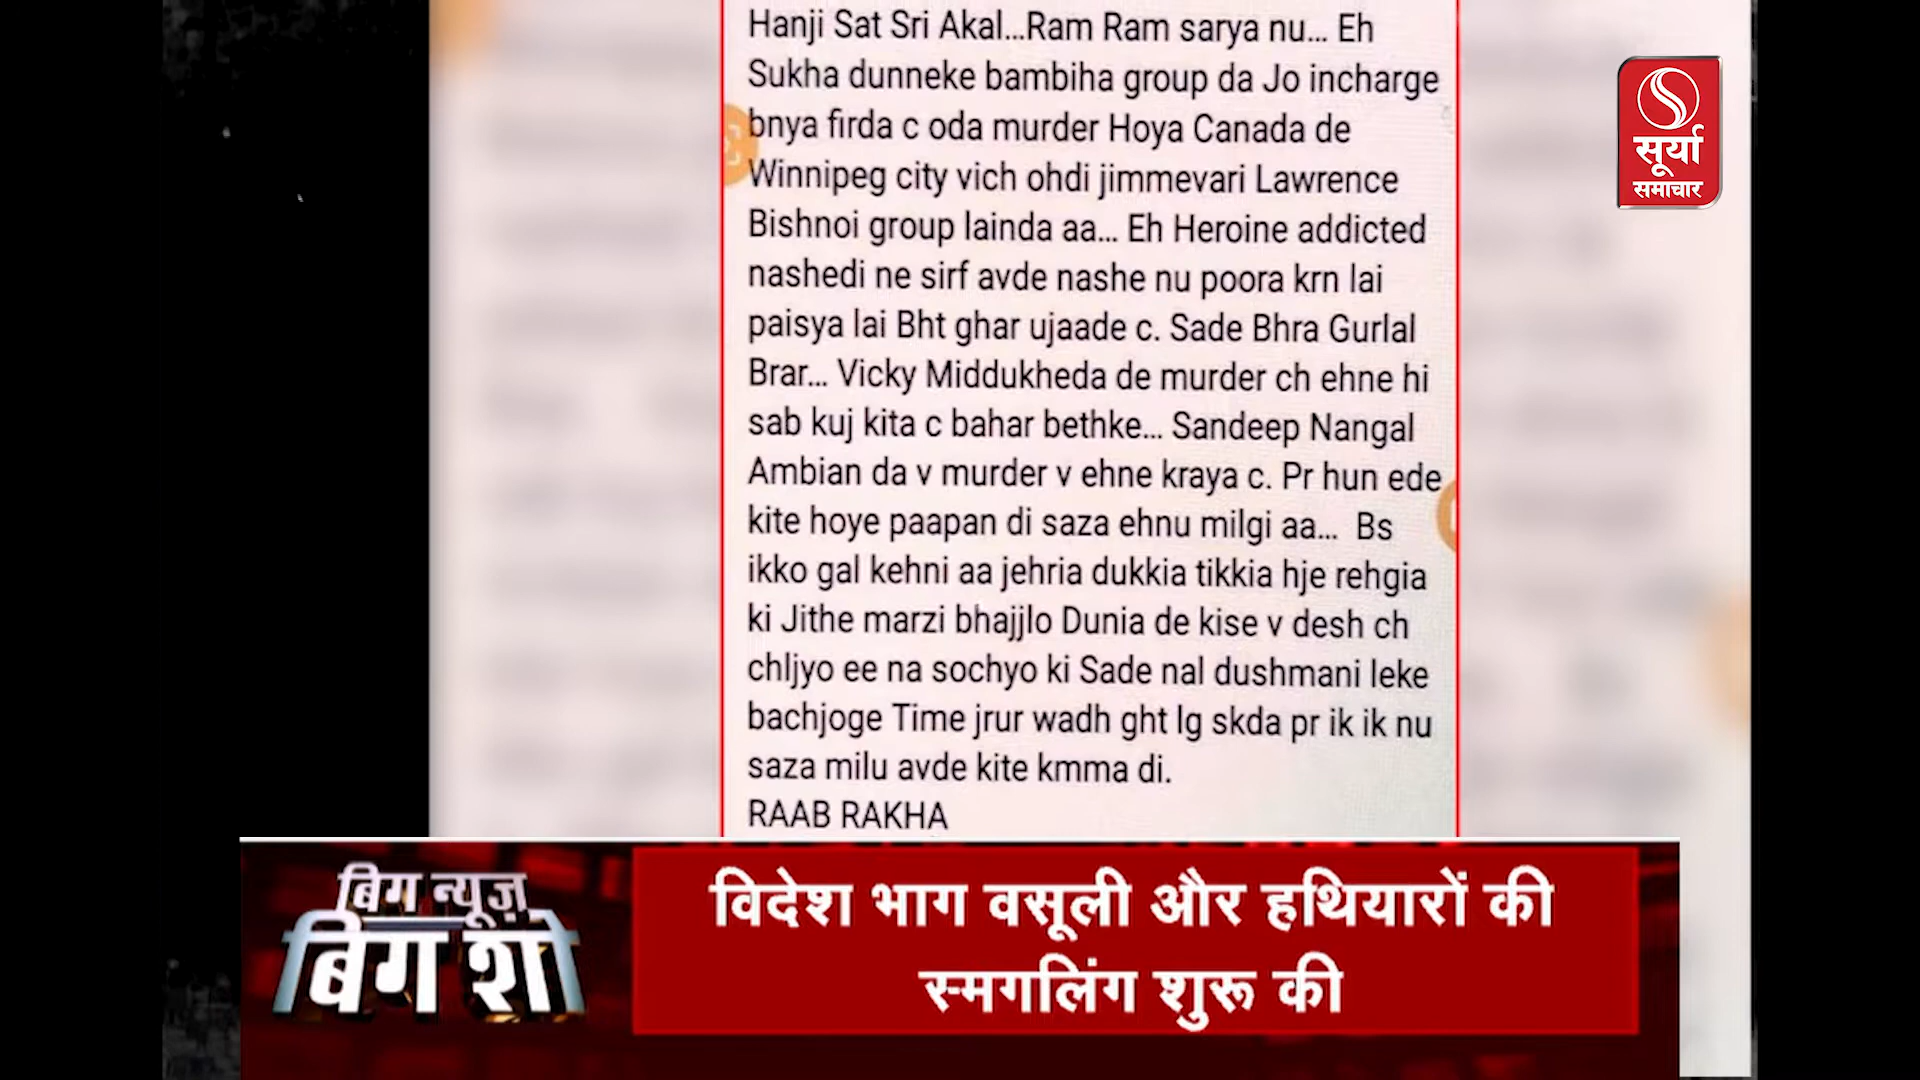 Hanji Sat Sri Akal...Ram Ram sarya nu... Eh
Sukha dunneke bambiha group da Jo incharge
bnya firda c oda murder Hoya Canada de
Winnipeg city vich ohdi jimmevari Lawrence
Bishnoi group lainda aa... Eh Heroine addicted
nashedi ne sirf avde nashe nu poora krn lai
paisya lai Bht ghar ujaade c. Sade Bhra Gurlal
Brar... Vicky Middukheda de murder ch ehne hi
sab kuj kita c bahar bethke... Sandeep Nangal
Ambian da v murder v ehne kraya c. Pr hun ede
kite hoye paapan di saza ehnu milgi aa...  Bs
ikko gal kehni aa jehria dukkia tikkia hje rehgia
ki Jithe marzi bhajjlo Dunia de kise v desh ch
chljyo ee na sochyo ki Sade nal dushmani leke
bachjoge Time jrur wadh ght lg skda pr ik ik nu
saza milu avde kite kmma di.
RAAB RAKHA
सूर्या
समाचार
बिग न्यूज़
बिग शो
विदेश भाग वसूली और हथियारों की
स्मगलिंग शुरू की